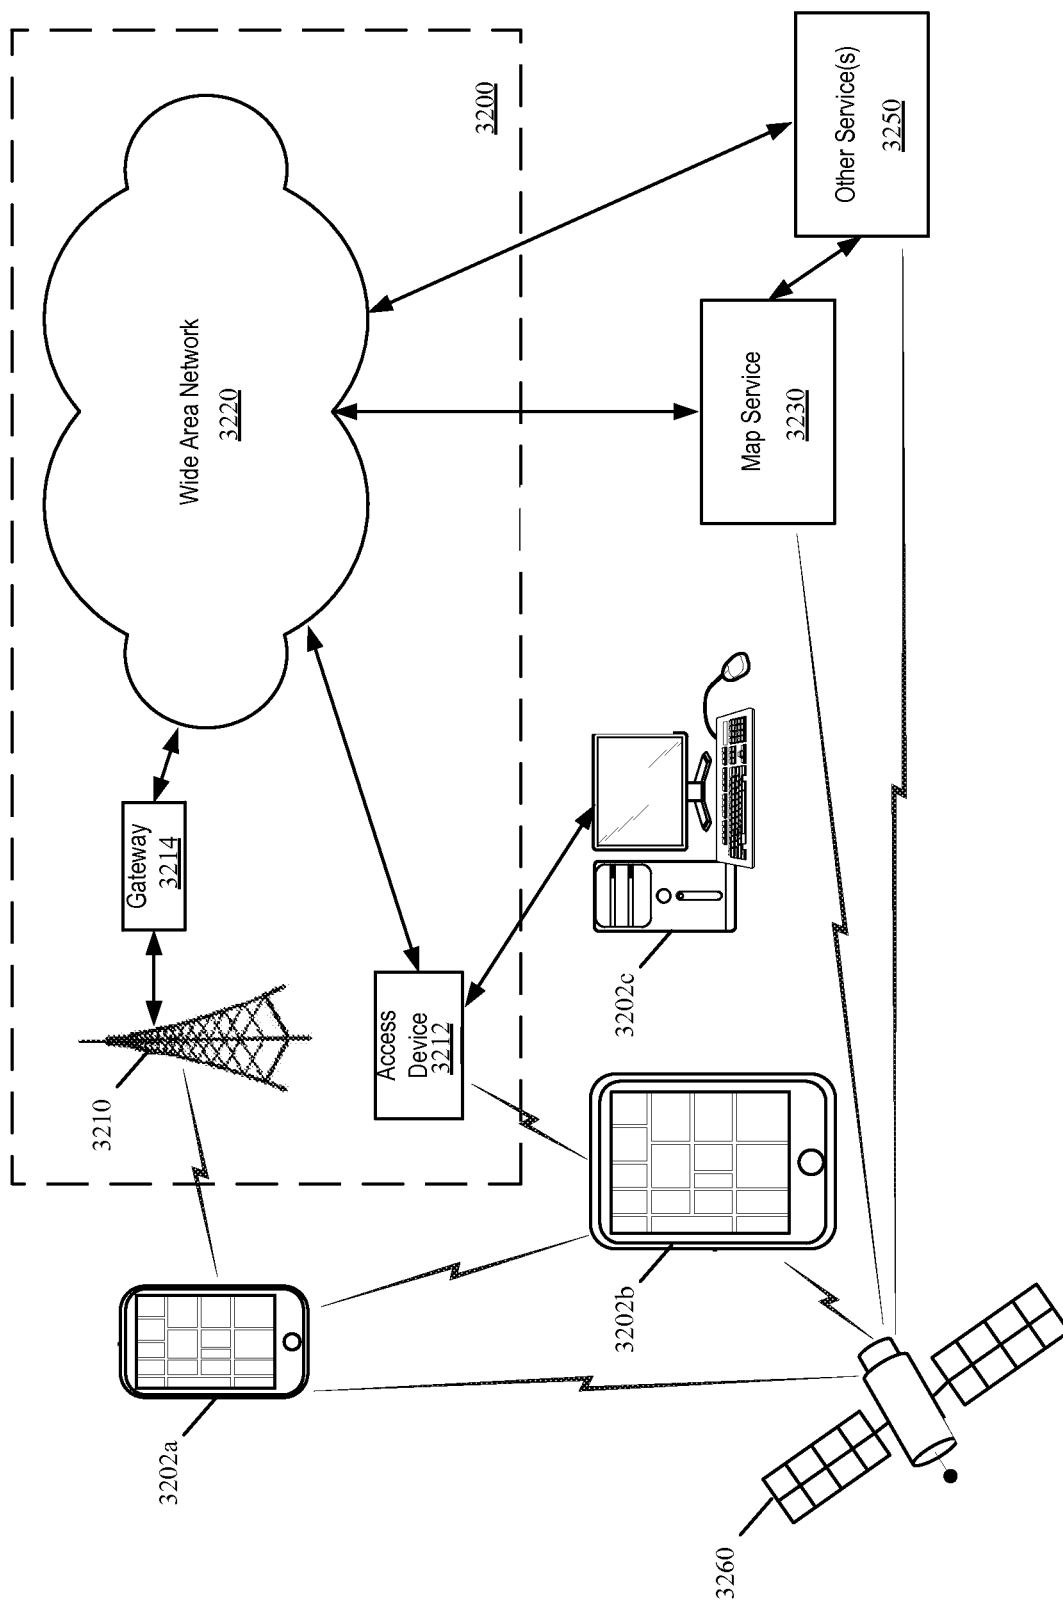 3200
Wide Area Network
3220
Gateway
3214
3210
Access
Device
3212
3202a
3202b
3202c
Map Service
3230
Other Service(s)
3250
3260